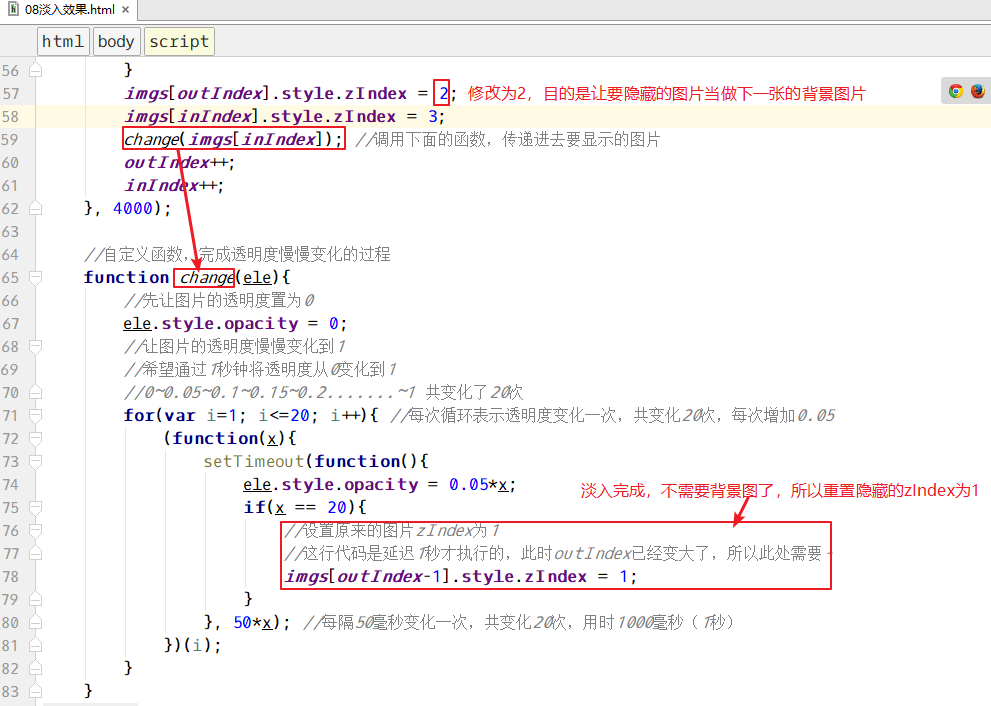 08淡入效果.html ×
html body script
56 }
57 imgs[outIndex].style.zIndex = 2; 修改为2，目的是让要隐藏的图片当做下一张的背景图片
58 imgs[inIndex].style.zIndex = 3;
59 change(imgs[inIndex]); //调用下面的函数，传递进去要显示的图片
60 outIndex++;
61 inIndex++;
62 }, 4000);
63
64 //自定义函数，完成透明度慢慢变化的过程
65 function change(ele){
66 //先让图片的透明度置为0
67 ele.style.opacity = 0;
68 //让图片的透明度慢慢变化到1
69 //希望通过1秒钟将透明度从0变化到1
70 //0~0.05~0.1~0.15~0.2.......~1 共变化了20次
71 for(var i=1; i<=20; i++){ //每次循环表示透明度变化一次，共变化20次，每次增加0.05
72 (function(x){
73 setTimeout(function(){
74 ele.style.opacity = 0.05*x;
淡入完成，不需要背景图了，所以重置隐藏的zIndex为1
75 if(x == 20){
76 //设置原来的图片zIndex为1
77 //这行代码是延迟1秒才执行的，此时outIndex已经变大了，所以此处需要
78 imgs[outIndex-1].style.zIndex = 1;
79 }
80 }, 50*x); //每隔50毫秒变化一次，共变化20次，用时1000毫秒（1秒）
81 })(i);
82 }
83 }